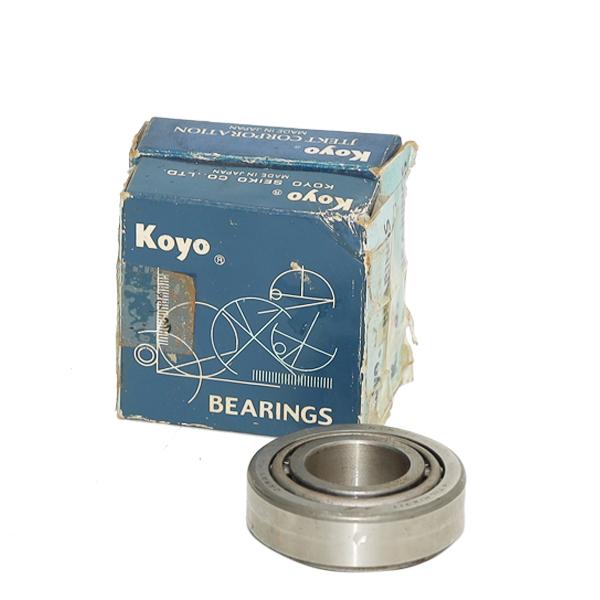 Koyo ®
JTEKT CORPORATION
MADE IN JAPAN
Koyo ®
KOYO SEIKO CO., LTD.
MADE IN JAPAN
Koyo ®
BEARINGS